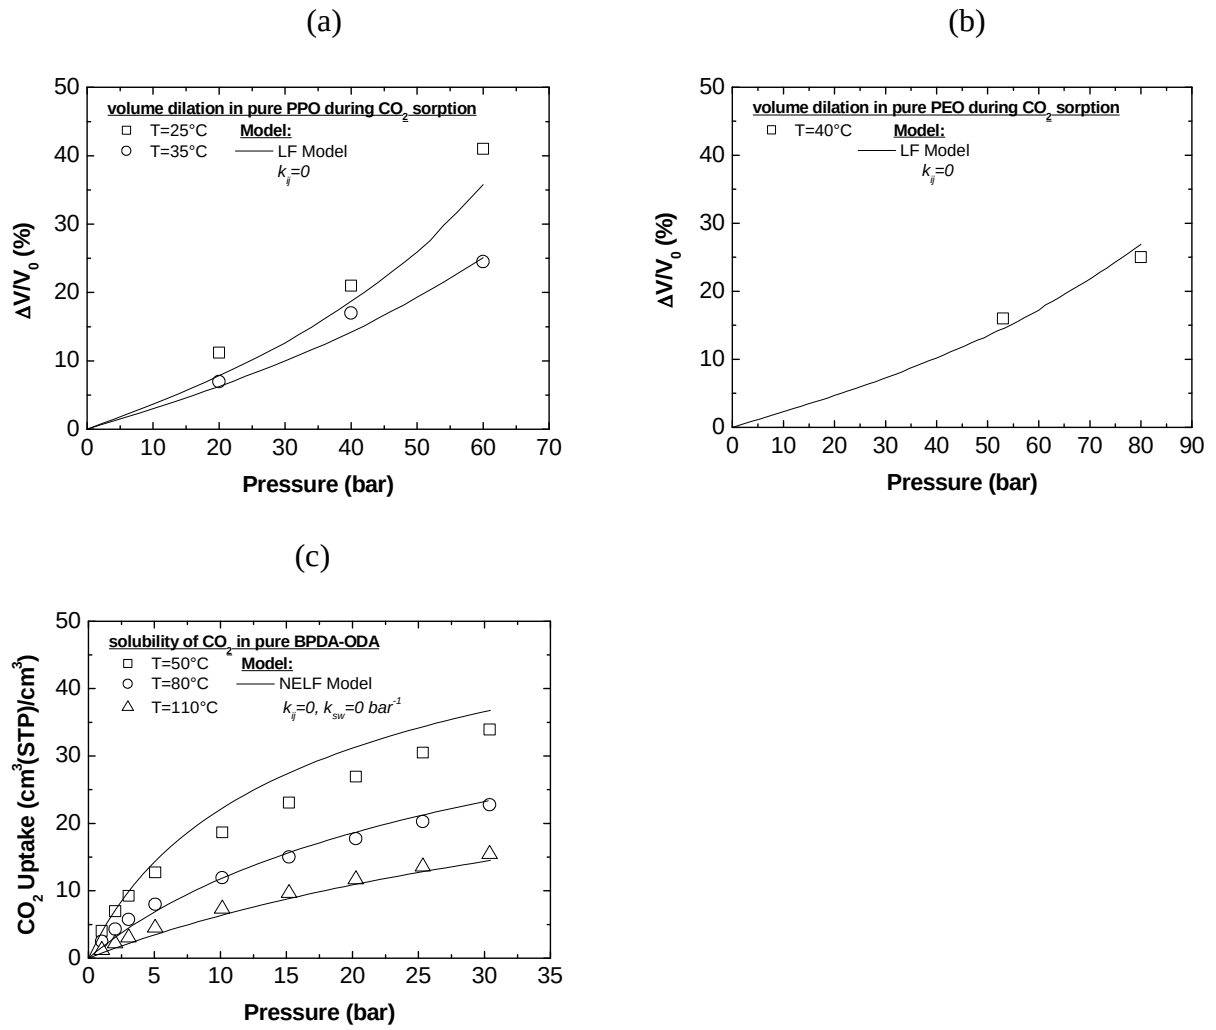 (a)
volume dilation in pure PPO during CO2 sorption
T=25°C Model:
T=35°C LF Model
kij=0
50
40
30
20
10
0
0 10 20 30 40 50 60 70
ΔV/V0 (%)
Pressure (bar)
(b)
volume dilation in pure PEO during CO2 sorption
T=40°C Model:
LF Model
kij=0
50
40
30
20
10
0
0 10 20 30 40 50 60 70 80 90
ΔV/V0 (%)
Pressure (bar)
(c)
solubility of CO2 in pure BPDA-ODA
T=50°C Model:
T=80°C NELF Model
T=110°C kij=0, ksw=0 bar-1
50
40
30
20
10
0
0 5 10 15 20 25 30 35
CO2 Uptake (cm3(STP)/cm3)
Pressure (bar)